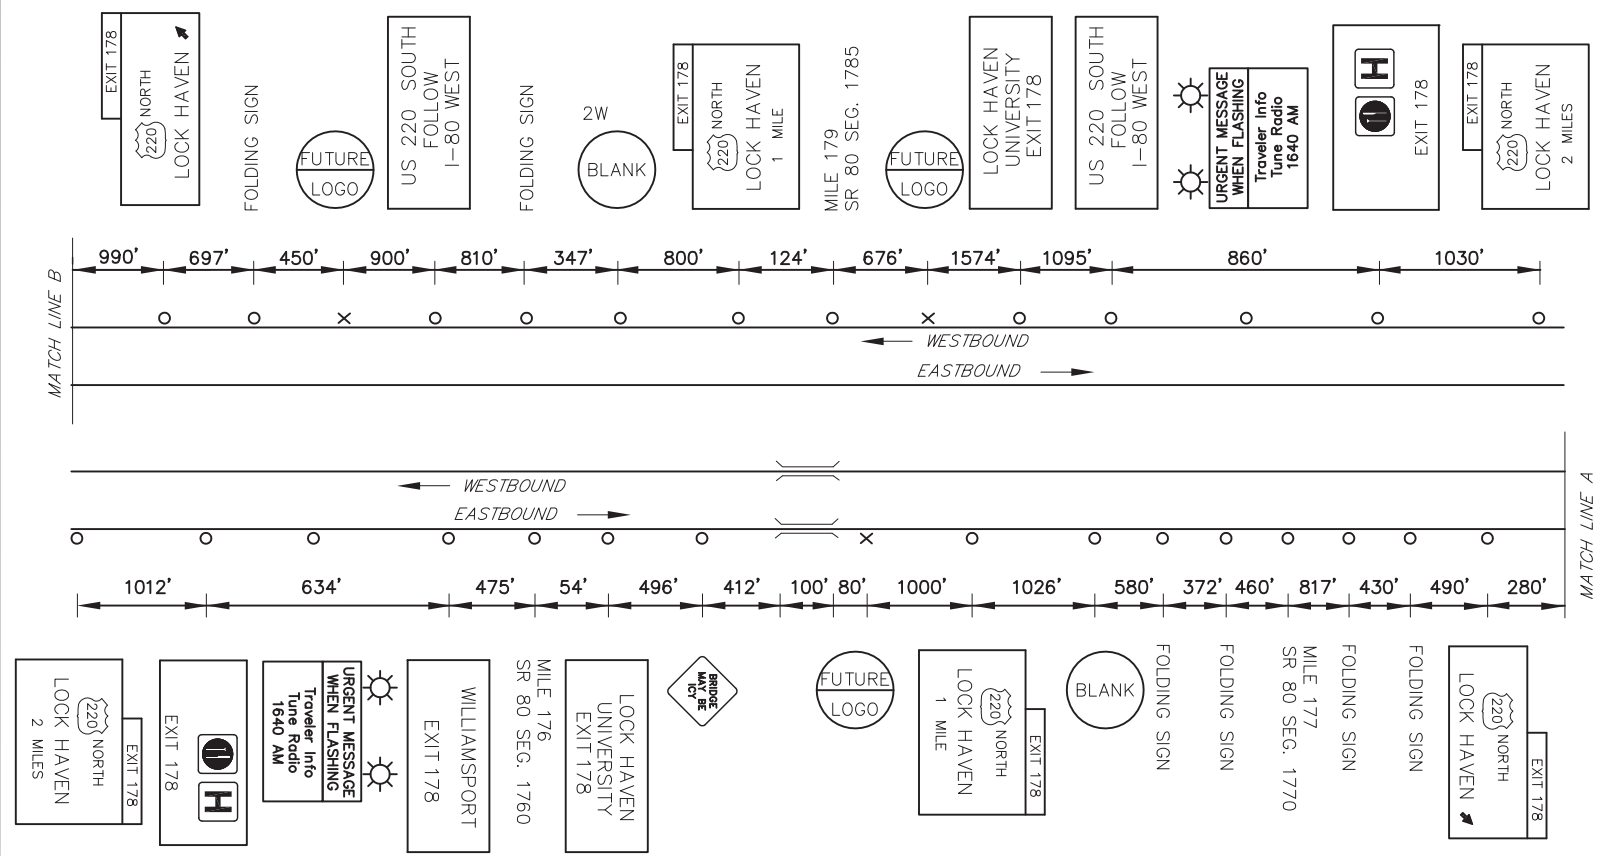 EXIT 178
220 NORTH
LOCK HAVEN
FOLDING SIGN
FUTURE
LOGO
US 220 SOUTH
FOLLOW
I-80 WEST
FOLDING SIGN
2W
BLANK
EXIT 178
220 NORTH
LOCK HAVEN
1 MILE
MILE 179
SR 80 SEG. 1785
FUTURE
LOGO
LOCK HAVEN
UNIVERSITY
EXIT 178
US 220 SOUTH
FOLLOW
I-80 WEST
URGENT MESSAGE
WHEN FLASHING
Traveler Info
Tune Radio
1640 AM
H
EXIT 178
EXIT 178
220 NORTH
LOCK HAVEN
2 MILES
990' 697' 450' 900' 810' 347' 800' 124' 676' 1574' 1095' 860' 1030'
MATCH LINE B
X X
WESTBOUND
EASTBOUND
WESTBOUND
EASTBOUND
X
MATCH LINE A
1012' 634' 475' 54' 496' 412' 100' 80' 1000' 1026' 580' 372' 460' 817' 430' 490' 280'
EXIT 178
220 NORTH
LOCK HAVEN
2 MILES
H
EXIT 178
URGENT MESSAGE
WHEN FLASHING
Traveler Info
Tune Radio
1640 AM
WILLIAMSPORT
EXIT 178
MILE 176
SR 80 SEG. 1760
LOCK HAVEN
UNIVERSITY
EXIT 178
BRIDGE
MAY BE
ICY
FUTURE
LOGO
EXIT 178
220 NORTH
LOCK HAVEN
1 MILE
BLANK
FOLDING SIGN
FOLDING SIGN
MILE 177
SR 80 SEG. 1770
FOLDING SIGN
FOLDING SIGN
EXIT 178
220 NORTH
LOCK HAVEN